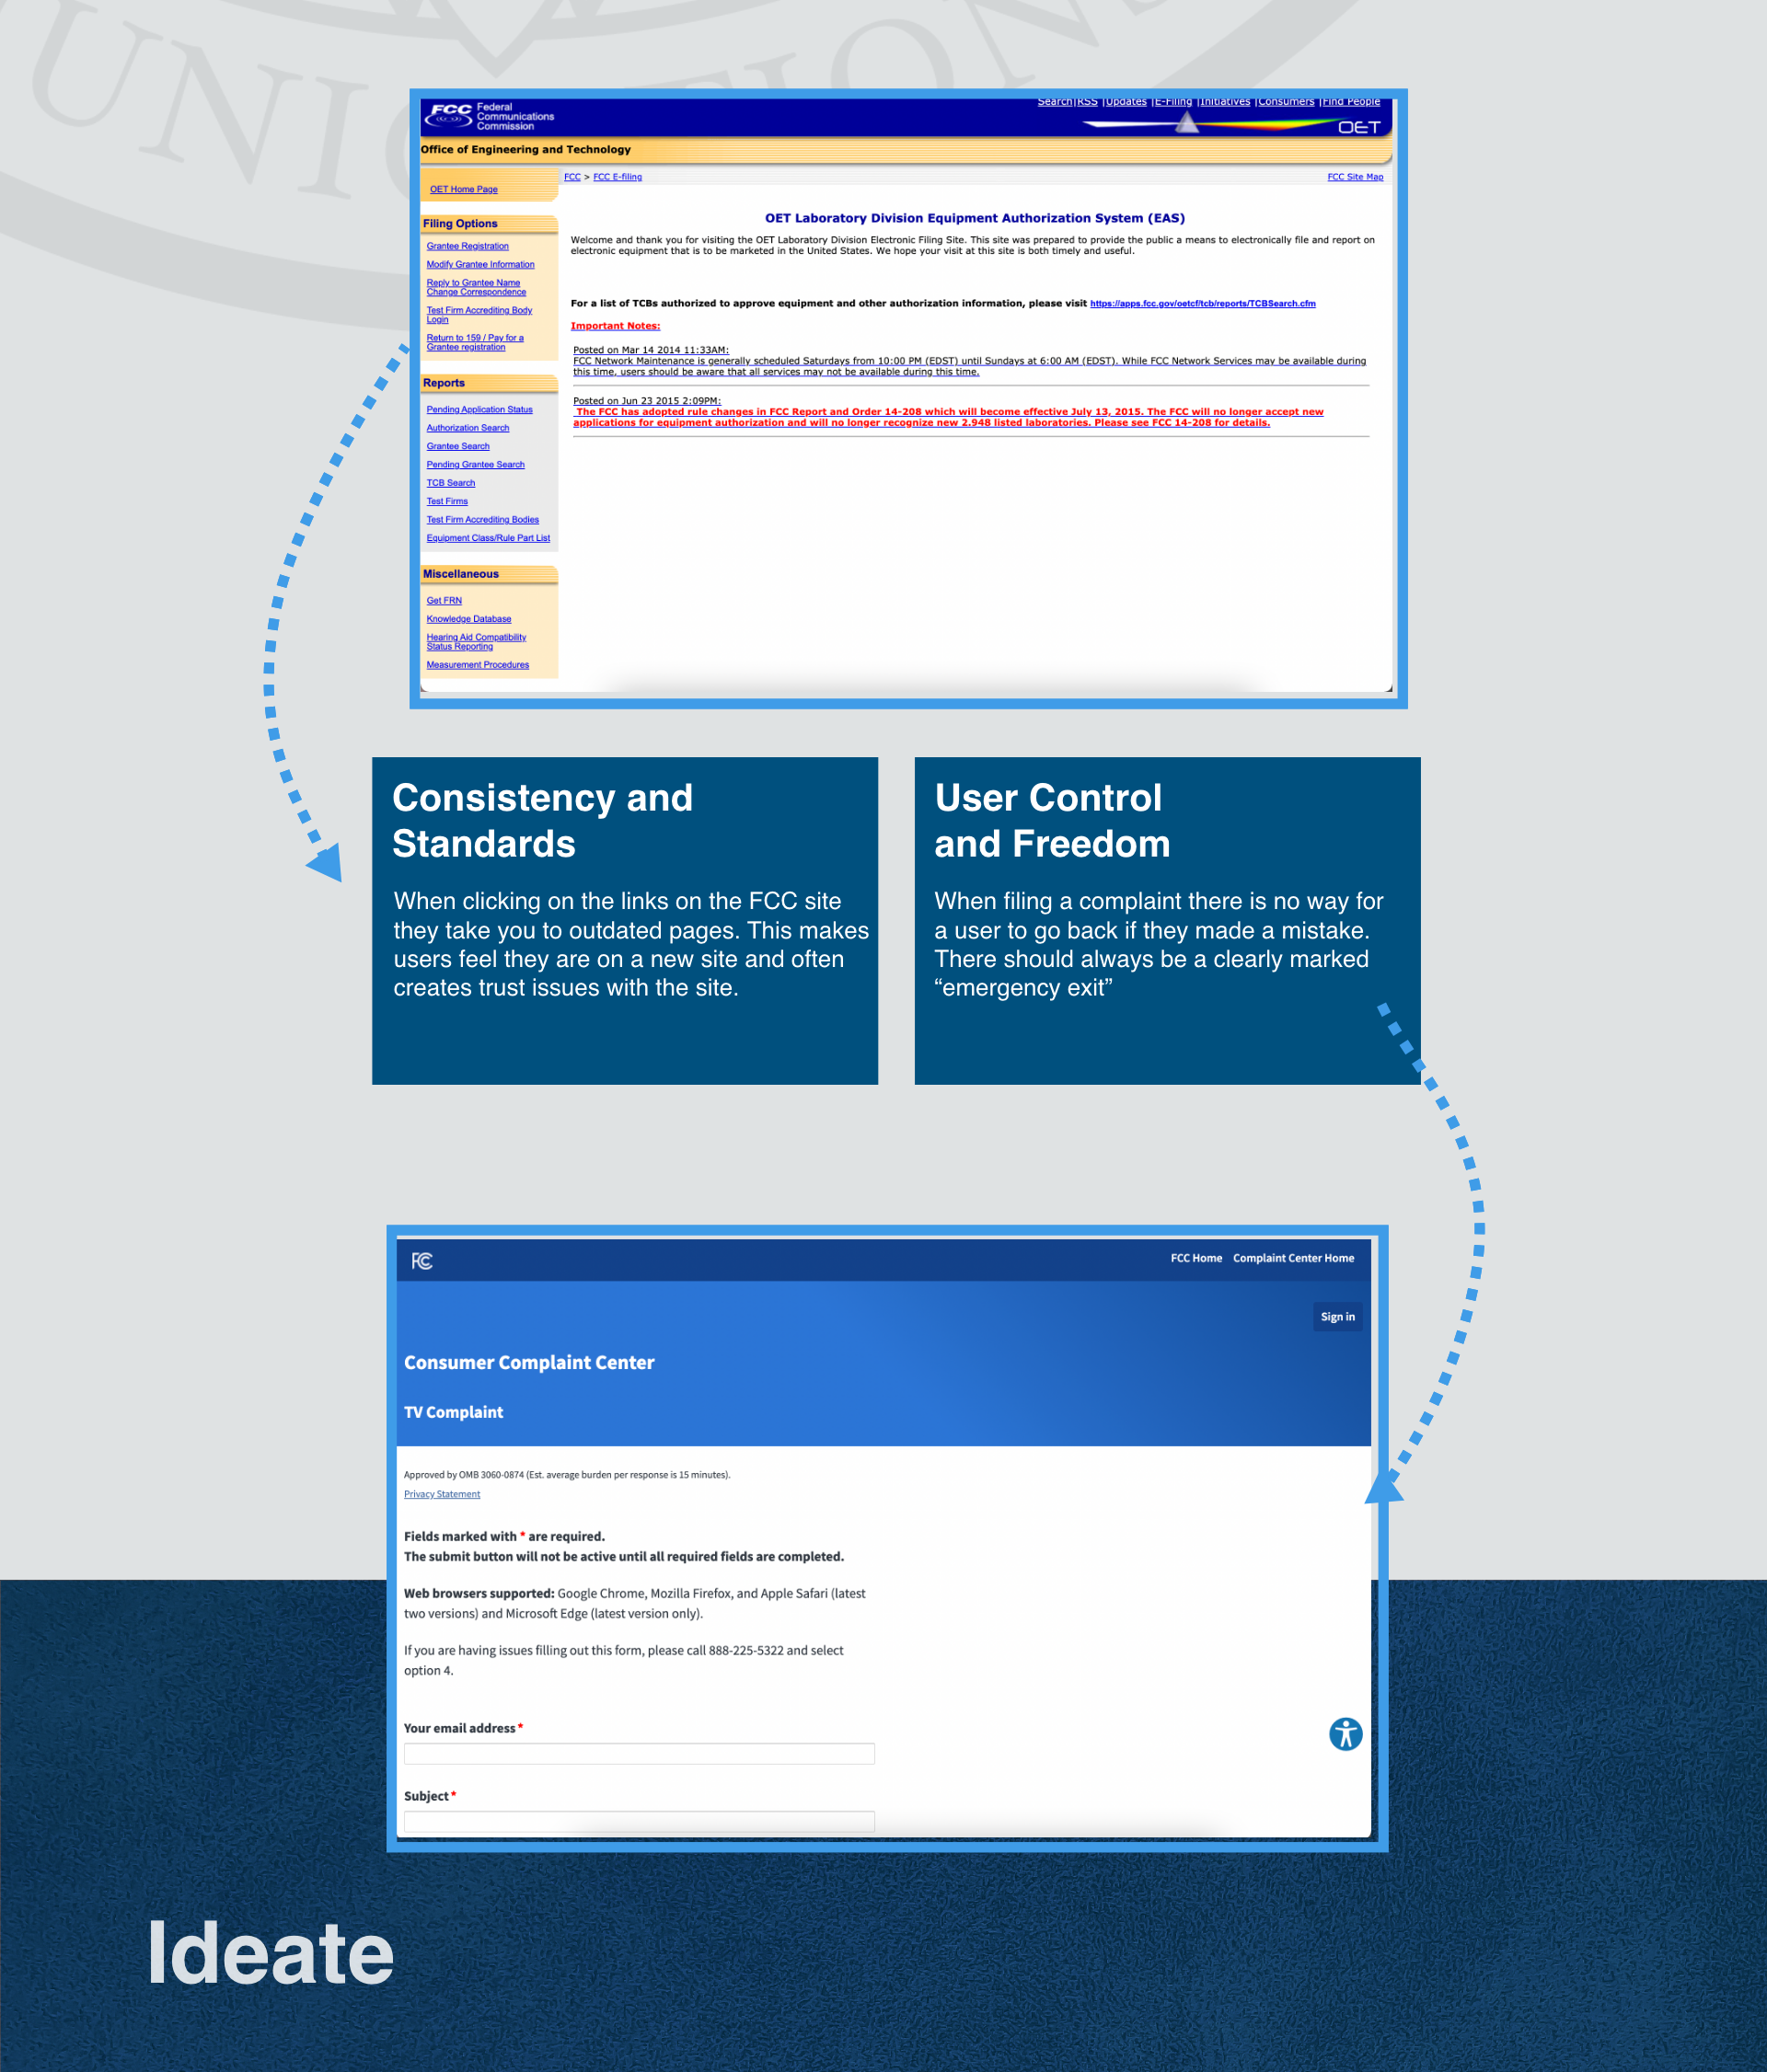 UNICATIONS
FCC Federal
Communications
Commission
Search|RSS |Updates |E-Filing |Initiatives |Consumers |Find People
OET
Office of Engineering and Technology
OET Home Page
FCC > FCC E-filing
FCC Site Map
Filing Options
Grantee Registration
Modify Grantee Information
Reply to Grantee Name
Change Correspondence
Test Firm Accrediting Body
Login
Return to 159 / Pay for a
Grantee registration
Reports
Pending Application Status
Authorization Search
Grantee Search
Pending Grantee Search
TCB Search
Test Firms
Test Firm Accrediting Bodies
Equipment Class/Rule Part List
Miscellaneous
Get FRN
Knowledge Database
Hearing Aid Compatibility
Status Reporting
Measurement Procedures
OET Laboratory Division Equipment Authorization System (EAS)
Welcome and thank you for visiting the OET Laboratory Division Electronic Filing Site. This site was prepared to provide the public a means to electronically file and report on
electronic equipment that is to be marketed in the United States. We hope your visit at this site is both timely and useful.
For a list of TCBs authorized to approve equipment and other authorization information, please visit https://apps.fcc.gov/oetcf/tcb/reports/TCBSearch.cfm
Important Notes:
Posted on Mar 14 2014 11:33AM:
FCC Network Maintenance is generally scheduled Saturdays from 10:00 PM (EDST) until Sundays at 6:00 AM (EDST). While FCC Network Services may be available during
this time, users should be aware that all services may not be available during this time.
Posted on Jun 23 2015 2:09PM:
The FCC has adopted rule changes in FCC Report and Order 14-208 which will become effective July 13, 2015. The FCC will no longer accept new
applications for equipment authorization and will no longer recognize new 2.948 listed laboratories. Please see FCC 14-208 for details.
Consistency and
Standards
When clicking on the links on the FCC site
they take you to outdated pages. This makes
users feel they are on a new site and often
creates trust issues with the site.
User Control
and Freedom
When filing a complaint there is no way for
a user to go back if they made a mistake.
There should always be a clearly marked
“emergency exit”
FCC
FCC Home Complaint Center Home
Sign in
Consumer Complaint Center
TV Complaint
Approved by OMB 3060-0874 (Est. average burden per response is 15 minutes).
Privacy Statement
Fields marked with * are required.
The submit button will not be active until all required fields are completed.
Web browsers supported: Google Chrome, Mozilla Firefox, and Apple Safari (latest
two versions) and Microsoft Edge (latest version only).
If you are having issues filling out this form, please call 888-225-5322 and select
option 4.
Your email address *
Subject *
Ideate